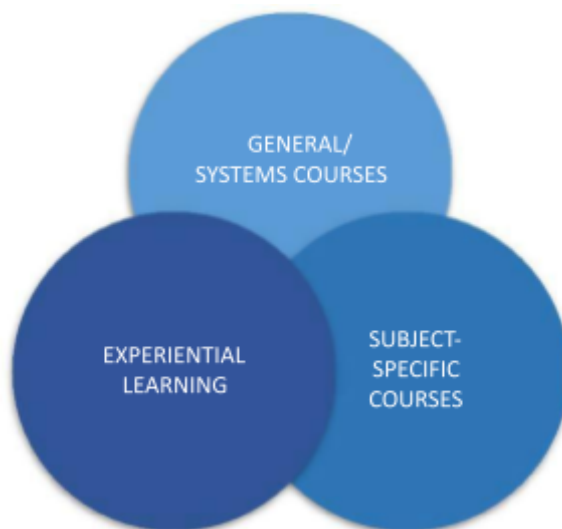 GENERAL/
SYSTEMS COURSES
EXPERIENTIAL
LEARNING
SUBJECT-
SPECIFIC
COURSES